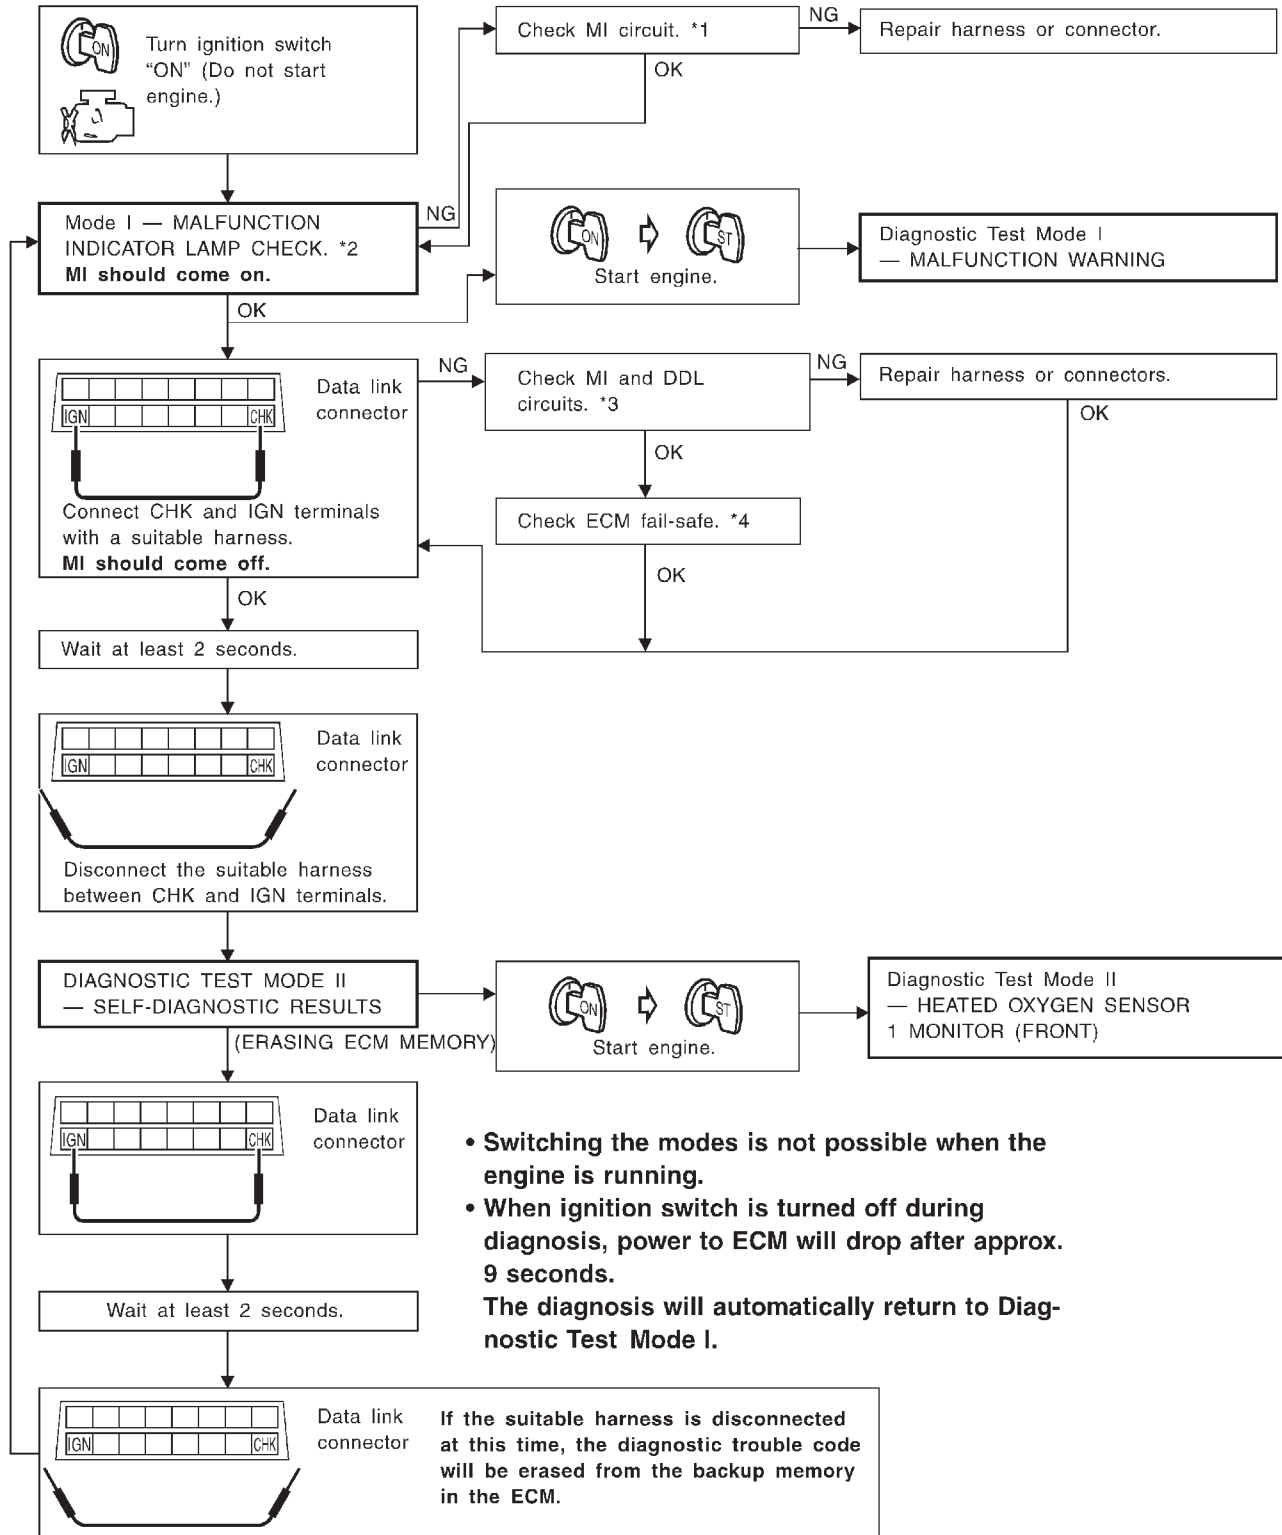 ON
Turn ignition switch
“ON” (Do not start
engine.)
Check MI circuit. *1
NG
Repair harness or connector.
OK
Mode I — MALFUNCTION
INDICATOR LAMP CHECK. *2
MI should come on.
NG
OK
ON
ST
Start engine.
Diagnostic Test Mode I
— MALFUNCTION WARNING
IGN
CHK
Data link
connector
Connect CHK and IGN terminals
with a suitable harness.
MI should come off.
NG
Check MI and DDL
circuits. *3
NG
Repair harness or connectors.
OK
OK
Check ECM fail-safe. *4
OK
OK
Wait at least 2 seconds.
IGN
CHK
Data link
connector
Disconnect the suitable harness
between CHK and IGN terminals.
DIAGNOSTIC TEST MODE II
— SELF-DIAGNOSTIC RESULTS
(ERASING ECM MEMORY)
ON
ST
Start engine.
Diagnostic Test Mode II
— HEATED OXYGEN SENSOR
1 MONITOR (FRONT)
IGN
CHK
Data link
connector
• Switching the modes is not possible when the
engine is running.
• When ignition switch is turned off during
diagnosis, power to ECM will drop after approx.
9 seconds.
The diagnosis will automatically return to Diag-
nostic Test Mode I.
Wait at least 2 seconds.
IGN
CHK
Data link
connector
If the suitable harness is disconnected
at this time, the diagnostic trouble code
will be erased from the backup memory
in the ECM.